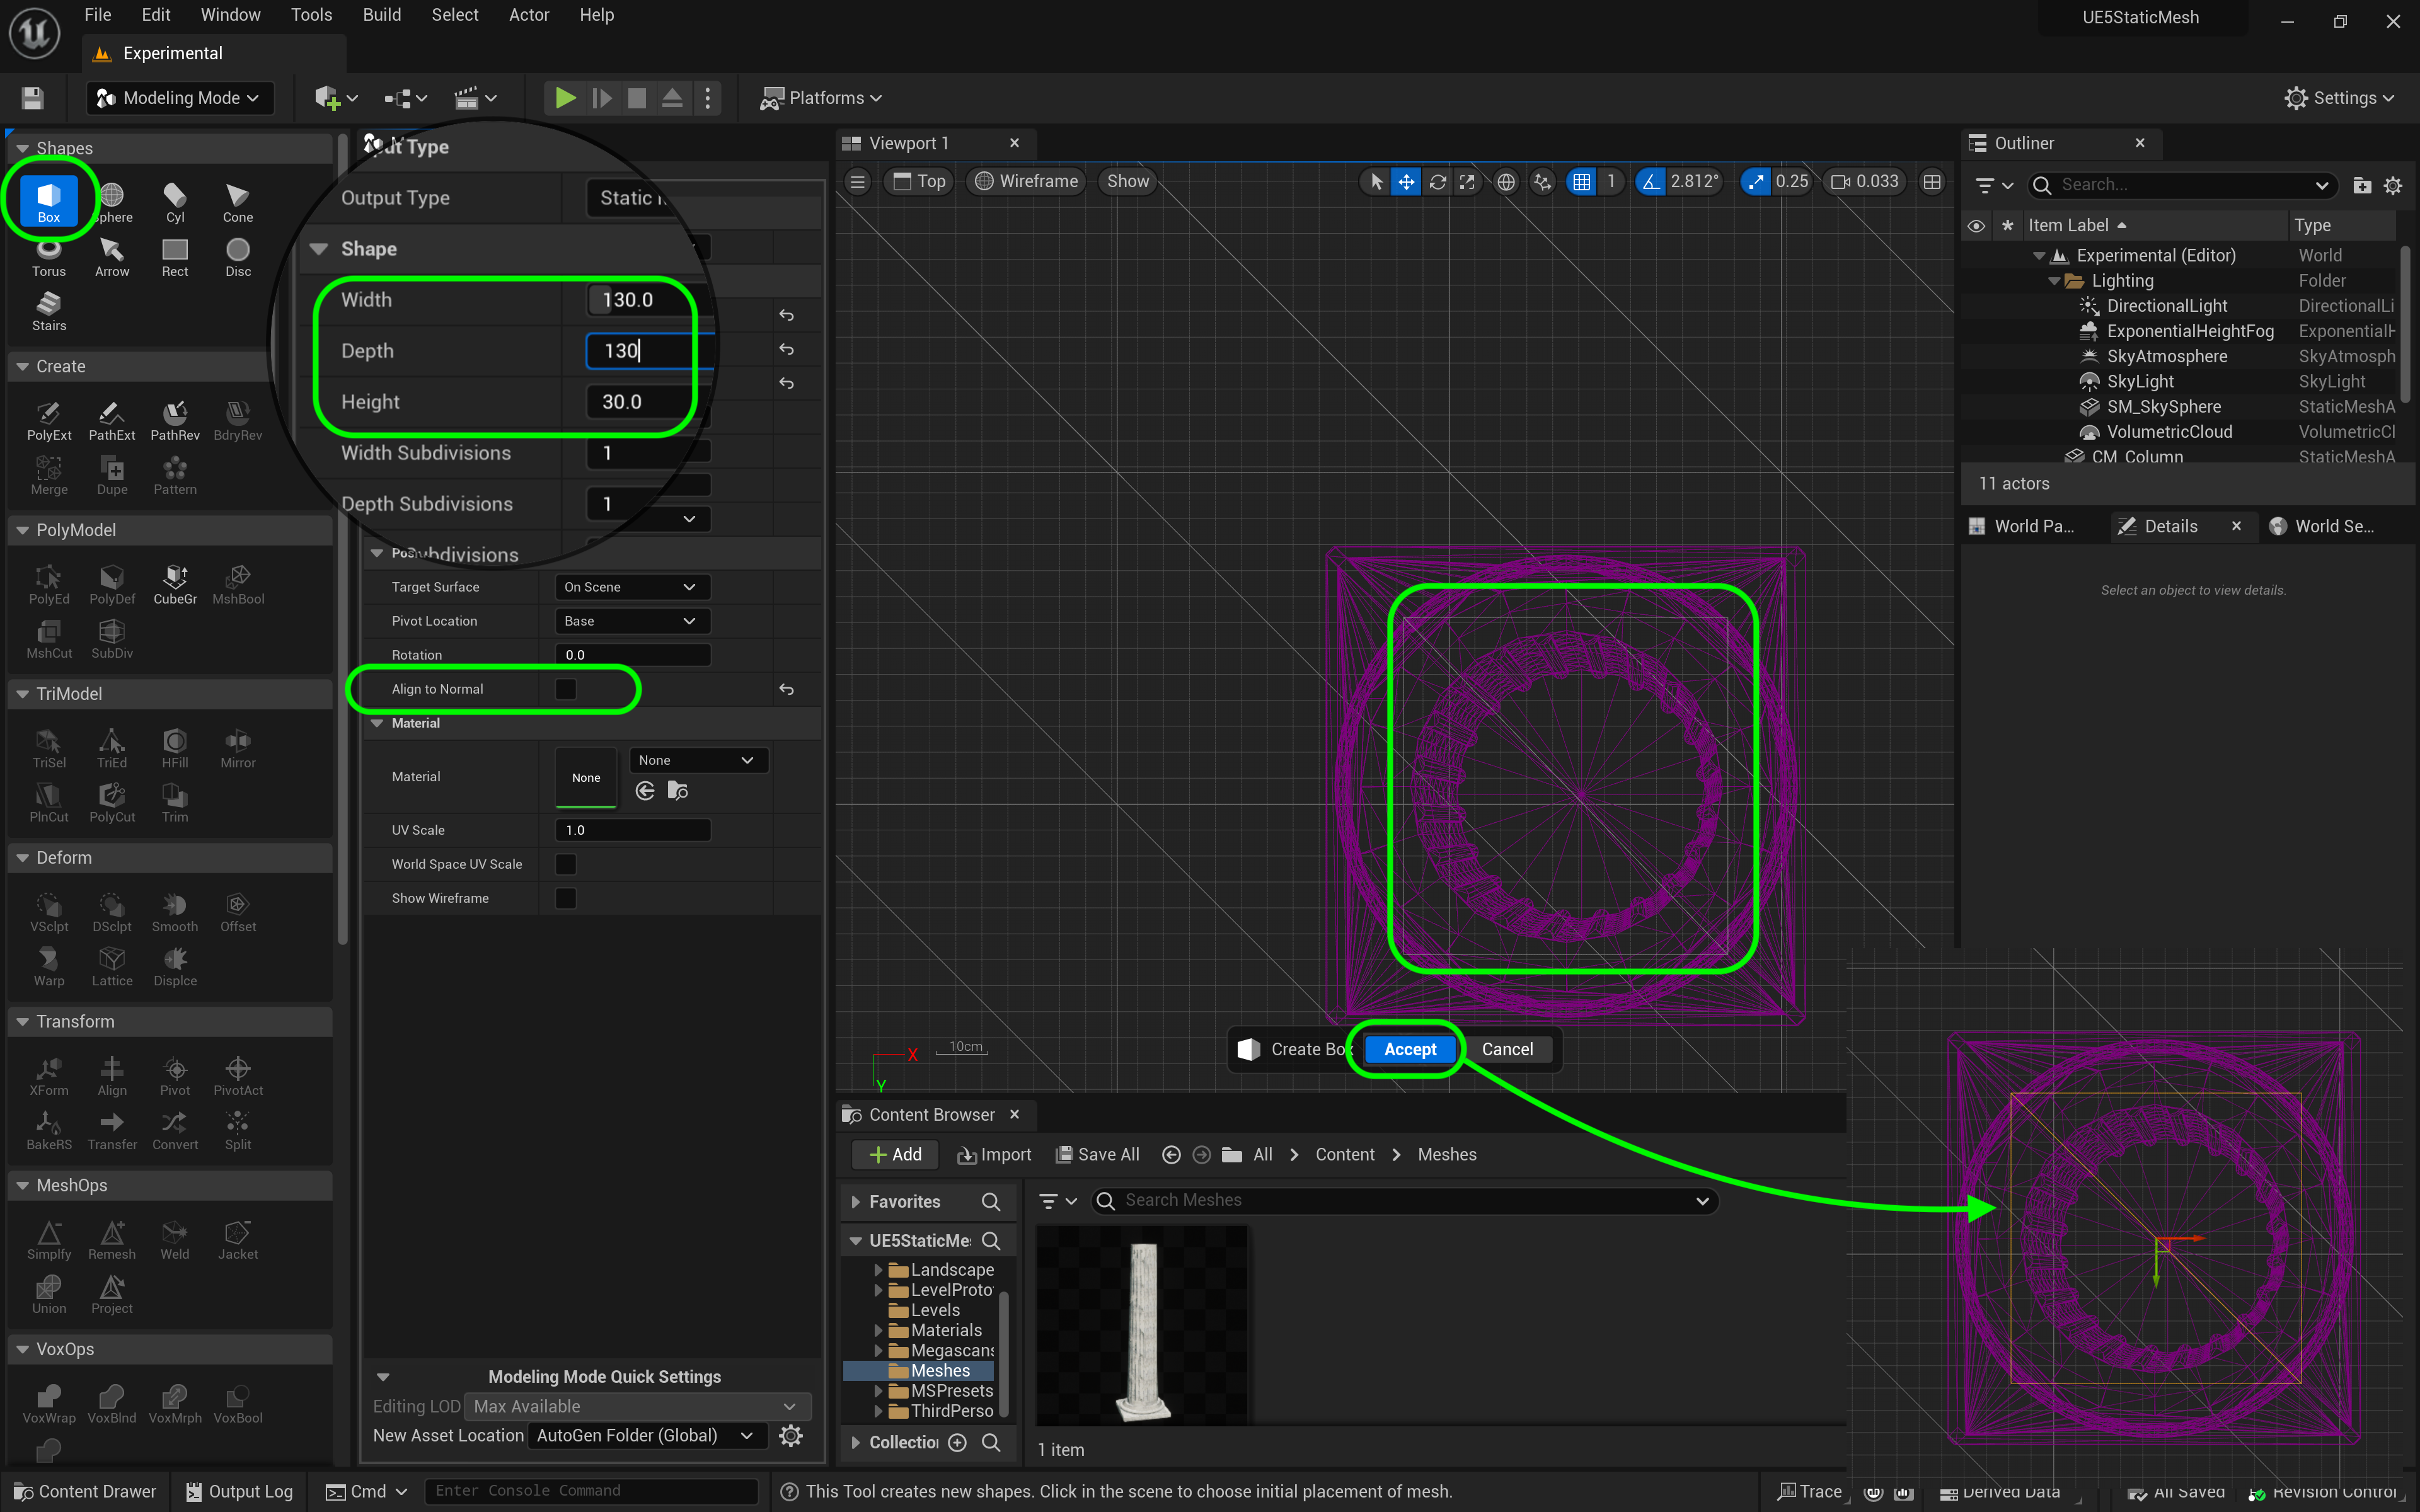 File Edit Window Tools Build Select Actor Help
UE5StaticMesh
Experimental
Modeling Mode
Platforms
Settings
Shapes
Box Sphere Cyl Cone
Torus Arrow Rect Disc
Stairs
Create
PolyExt PathExt PathRev BdryRev
Merge Dupe Pattern
PolyModel
PolyEd PolyDef CubeGr MshBool
MshCut SubDiv
TriModel
TriSel TriEd HFill Mirror
PlnCut PolyCut Trim
Deform
VSclpt DSclpt Smooth Offset
Warp Lattice Displce
Transform
XForm Align Pivot PivotAct
BakeRS Transfer Convert Split
MeshOps
Simplfy Remesh Weld Jacket
Union Project
VoxOps
VoxWrap VoxBlnd VoxMrph VoxBool
put Type
Output Type Static
Shape
Width 130.0
Depth 130
Height 30.0
Width Subdivisions 1
Depth Subdivisions 1
ubdivisions
Target Surface On Scene
Pivot Location Base
Rotation 0.0
Align to Normal
Material
Material None None
UV Scale 1.0
World Space UV Scale
Show Wireframe
Modeling Mode Quick Settings
Editing LOD Max Available
New Asset Location AutoGen Folder (Global)
Viewport 1
Top Wireframe Show 1 2.812° 0.25 0.033
X
Y
10cm
Create Box Accept Cancel
Content Browser
Add Import Save All All Content Meshes
Favorites Search Meshes
UE5StaticMe
Landscape
LevelProto
Levels
Materials
Megascans
Meshes
MSPresets
ThirdPerso
Collectio
1 item
Outliner
Search...
Item Label Type
Experimental (Editor) World
Lighting Folder
DirectionalLight DirectionalLi
ExponentialHeightFog Exponential
SkyAtmosphere SkyAtmosph
SkyLight SkyLight
SM_SkySphere StaticMeshA
VolumetricCloud VolumetricCl
CM_Column StaticMeshA
11 actors
World Pa... Details World Se...
Select an object to view details.
Content Drawer Output Log Cmd Enter Console Command This Tool creates new shapes. Click in the scene to choose initial placement of mesh. Trace Derived Data All Saved Revision Control